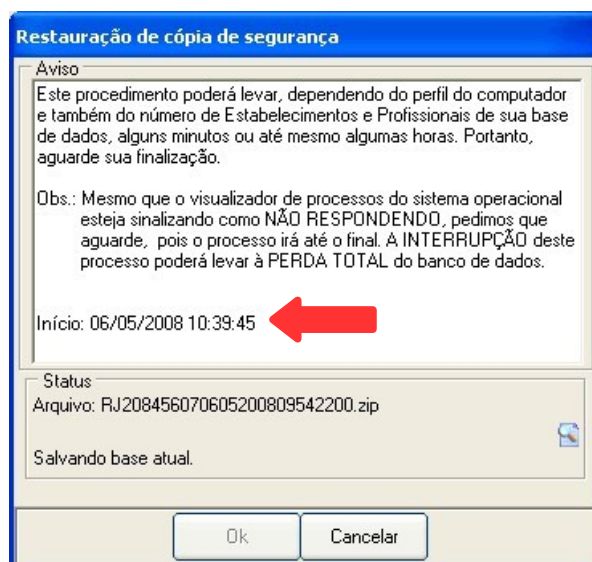 Restauração de cópia de segurança
Aviso
Este procedimento poderá levar, dependendo do perfil do computador
e também do número de Estabelecimentos e Profissionais de sua base
de dados, alguns minutos ou até mesmo algumas horas. Portanto,
aguarde sua finalização.
Obs.: Mesmo que o visualizador de processos do sistema operacional
esteja sinalizando como NÃO RESPONDENDO, pedimos que
aguarde, pois o processo irá até o final. A INTERRUPÇÃO deste
processo poderá levar à PERDA TOTAL do banco de dados.
Início: 06/05/2008 10:39:45
Status
Arquivo: RJ208456070605200809542200.zip
Salvando base atual.
Ok
Cancelar